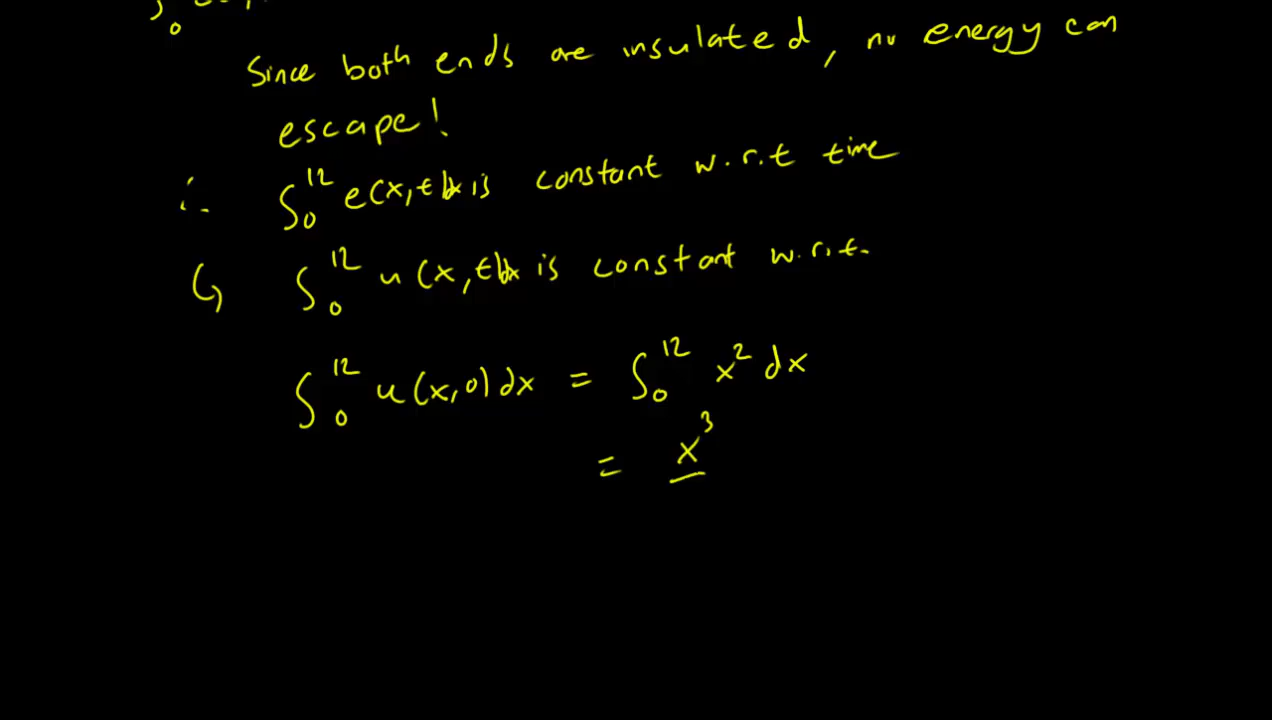 Since both ends are insulated, no energy can
escape!
∴ ∫₀¹² e(x,t)dx is constant w.r.t time
↪ ∫₀¹² u(x,t)dx is constant w.r.t.
∫₀¹² u(x,0)dx = ∫₀¹² x² dx
= x³